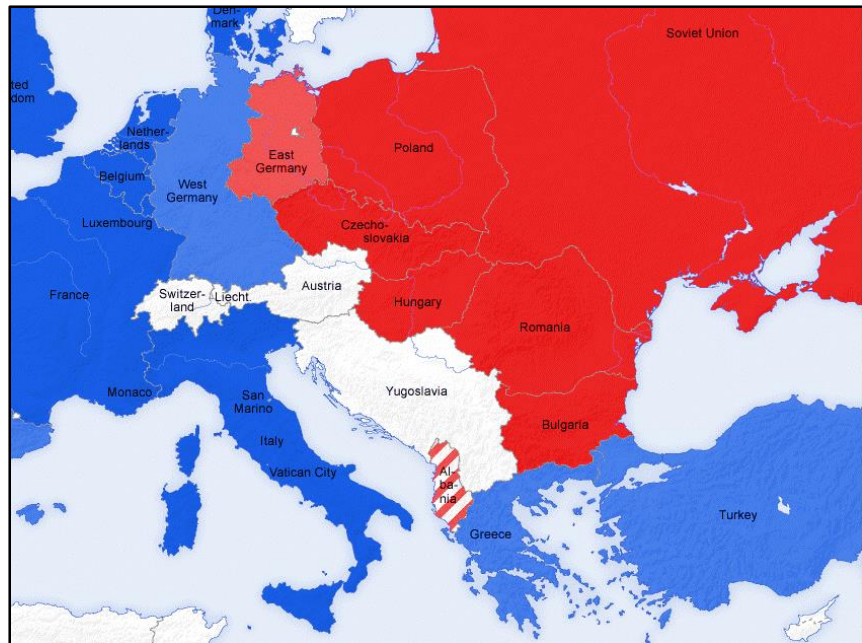 Den-
mark
Soviet Union
ted
dom
Nether-
lands
East
Germany
Poland
Belgium
West
Germany
Luxembourg
Czecho-
slovakia
France
Switzer-
land
Liecht.
Austria
Hungary
Romania
Monaco
San
Marino
Yugoslavia
Italy
Bulgaria
Vatican City
Al-
ba-
nia
Greece
Turkey